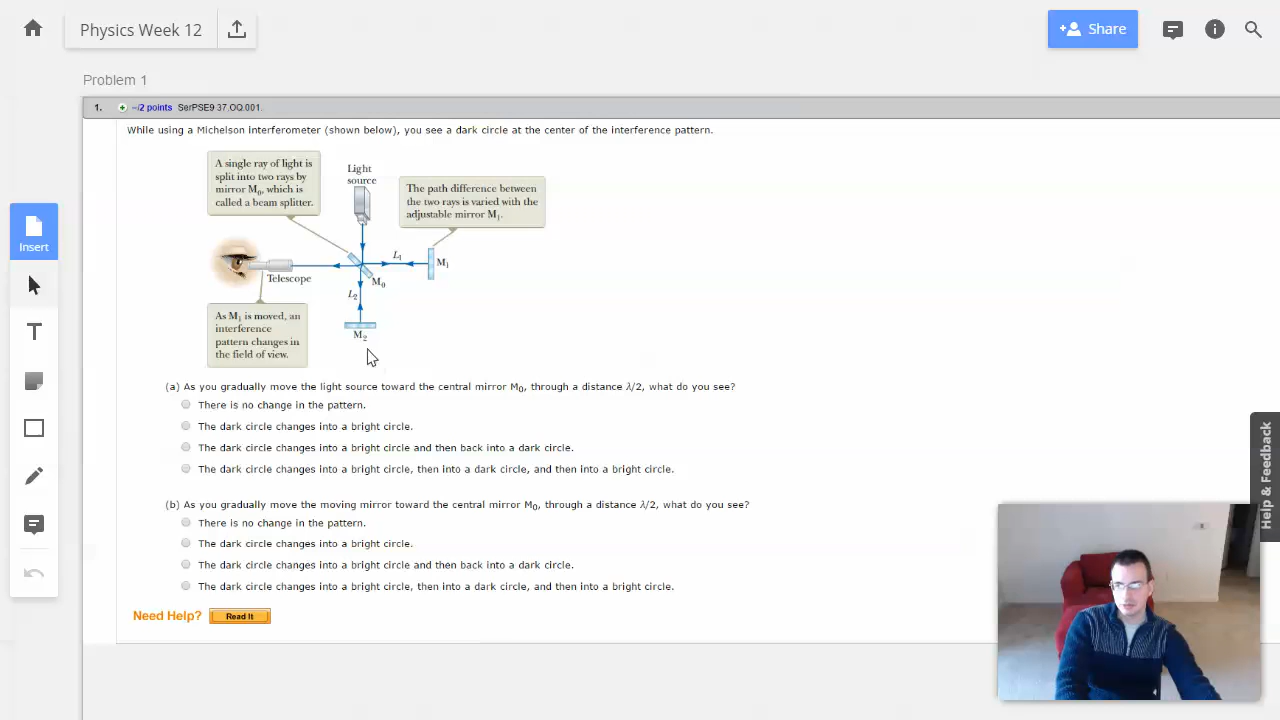 Physics Week 12
Share
Problem 1
1. –/2 points SerPSE9 37.OQ.001.
While using a Michelson interferometer (shown below), you see a dark circle at the center of the interference pattern.
A single ray of light is
split into two rays by
mirror M0, which is
called a beam splitter.
Light
source
The path difference between
the two rays is varied with the
adjustable mirror M1.
L1
M1
Telescope
M0
L2
As M1 is moved, an
interference
pattern changes in
the field of view.
M2
Insert
T
(a) As you gradually move the light source toward the central mirror M0, through a distance λ/2, what do you see?
There is no change in the pattern.
The dark circle changes into a bright circle.
The dark circle changes into a bright circle and then back into a dark circle.
The dark circle changes into a bright circle, then into a dark circle, and then into a bright circle.
(b) As you gradually move the moving mirror toward the central mirror M0, through a distance λ/2, what do you see?
There is no change in the pattern.
The dark circle changes into a bright circle.
The dark circle changes into a bright circle and then back into a dark circle.
The dark circle changes into a bright circle, then into a dark circle, and then into a bright circle.
Need Help? Read It
Help & Feedback